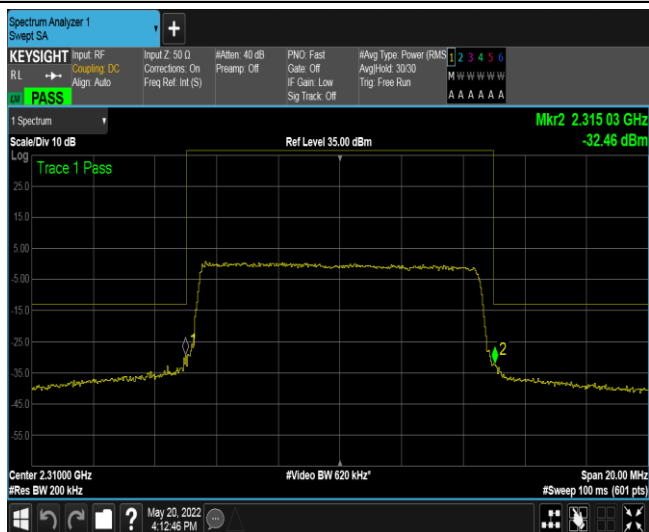 Spectrum Analyzer 1
Swept SA
+
KEYSIGHT
RL
PASS
Input: RF
Coupling: DC
Align: Auto
Input Z: 50 Ω
Corrections: On
Freq Ref: Int (S)
#Atten: 40 dB
Preamp: Off
PNO: Fast
Gate: Off
IF Gain: Low
Sig Track: Off
#Avg Type: Power (RMS
Avg|Hold: 30/30
Trig: Free Run
1 2 3 4 5 6
M W W W W W
A A A A A A
1 Spectrum
Mkr2 2.315 03 GHz
Scale/Div 10 dB
Ref Level 35.00 dBm
-32.46 dBm
Log
Trace 1 Pass
25.0
15.0
5.00
-5.00
-15.0
-25.0
2
-35.0
-45.0
-55.0
Center 2.31000 GHz
#Video BW 620 kHz*
Span 20.00 MHz
#Res BW 200 kHz
#Sweep 100 ms (601 pts)
?
May 20, 2022
4:12:46 PM